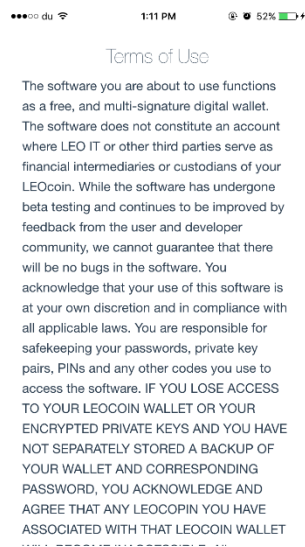 du 1:11 PM 52%
Terms of Use
The software you are about to use functions
as a free, and multi-signature digital wallet.
The software does not constitute an account
where LEO IT or other third parties serve as
financial intermediaries or custodians of your
LEOcoin. While the software has undergone
beta testing and continues to be improved by
feedback from the user and developer
community, we cannot guarantee that there
will be no bugs in the software. You
acknowledge that your use of this software is
at your own discretion and in compliance with
all applicable laws. You are responsible for
safekeeping your passwords, private key
pairs, PINs and any other codes you use to
access the software. IF YOU LOSE ACCESS
TO YOUR LEOCOIN WALLET OR YOUR
ENCRYPTED PRIVATE KEYS AND YOU HAVE
NOT SEPARATELY STORED A BACKUP OF
YOUR WALLET AND CORRESPONDING
PASSWORD, YOU ACKNOWLEDGE AND
AGREE THAT ANY LEOCOPIN YOU HAVE
ASSOCIATED WITH THAT LEOCOIN WALLET